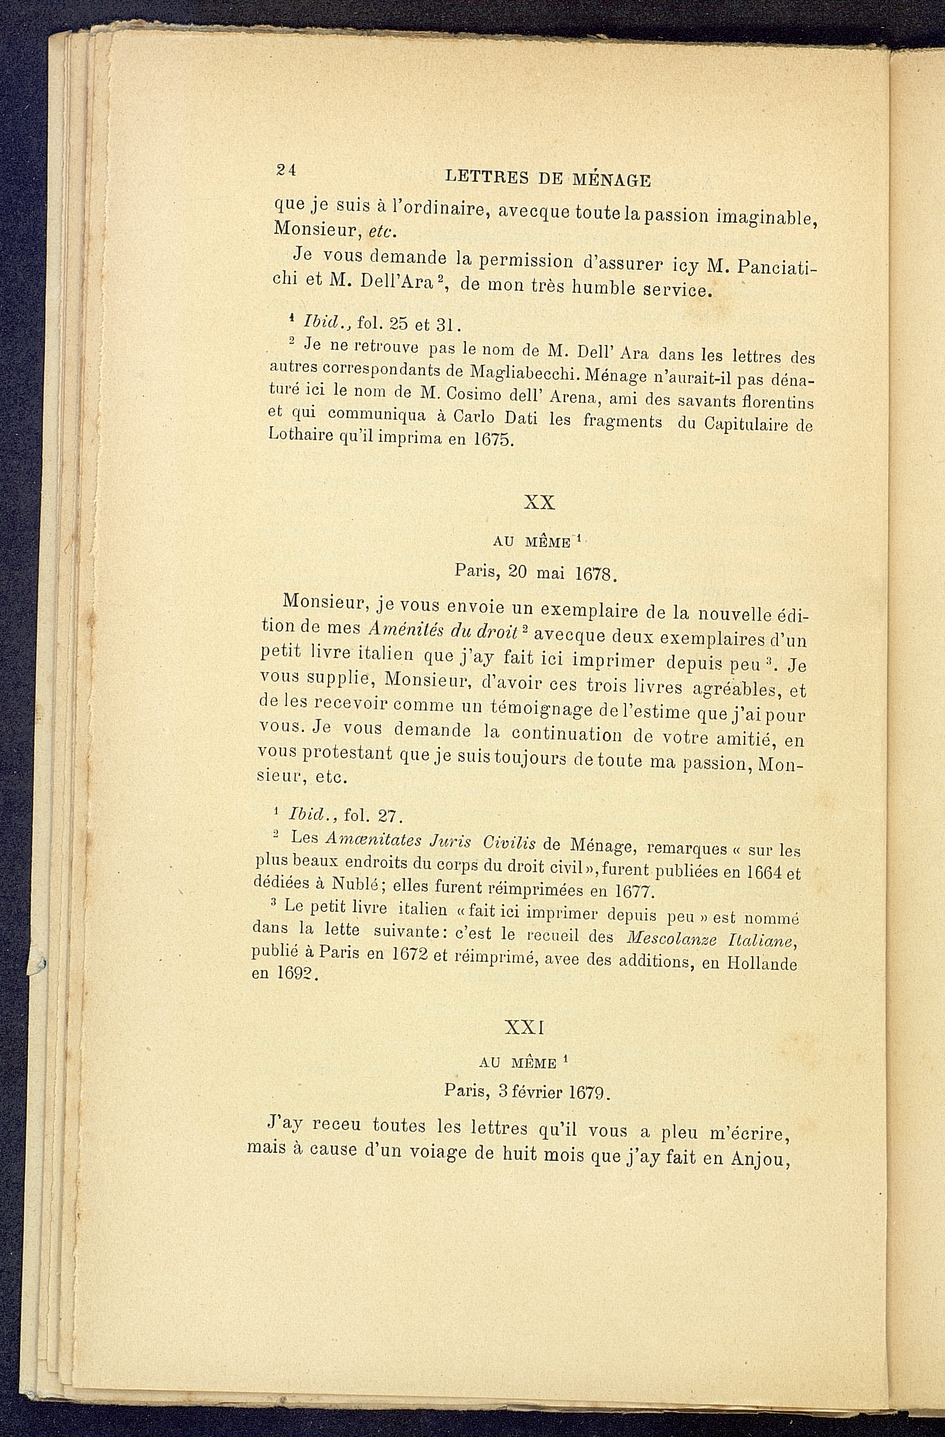 24 LETTRES DE MÉNAGE
que je suis à l'ordinaire, avecque toute la passion imaginable,
Monsieur, etc.
Je vous demande la permission d'assurer icy M. Panciati-
chi et M. Dell'Ara ², de mon très humble service.
¹ Ibid., fol. 25 et 31.
² Je ne retrouve pas le nom de M. Dell' Ara dans les lettres des
autres correspondants de Magliabecchi. Ménage n'aurait-il pas déna-
turé ici le nom de M. Cosimo dell' Arena, ami des savants florentins
et qui communiqua à Carlo Dati les fragments du Capitulaire de
Lothaire qu'il imprima en 1675.
XX
AU MÊME ¹
Paris, 20 mai 1678.
Monsieur, je vous envoie un exemplaire de la nouvelle édi-
tion de mes Aménités du droit ² avecque deux exemplaires d'un
petit livre italien que j'ay fait ici imprimer depuis peu ³. Je
vous supplie, Monsieur, d'avoir ces trois livres agréables, et
de les recevoir comme un témoignage de l'estime que j'ai pour
vous. Je vous demande la continuation de votre amitié, en
vous protestant que je suis toujours de toute ma passion, Mon-
sieur, etc.
¹ Ibid., fol. 27.
² Les Amœnitates Juris Civilis de Ménage, remarques « sur les
plus beaux endroits du corps du droit civil », furent publiées en 1664 et
dédiées à Nublé; elles furent réimprimées en 1677.
³ Le petit livre italien « fait ici imprimer depuis peu » est nommé
dans la lette suivante: c'est le recueil des Mescolanze Italiane,
publié à Paris en 1672 et réimprimé, avee des additions, en Hollande
en 1692.
XXI
AU MÊME ¹
Paris, 3 février 1679.
J'ay receu toutes les lettres qu'il vous a pleu m'écrire,
mais à cause d'un voiage de huit mois que j'ay fait en Anjou,